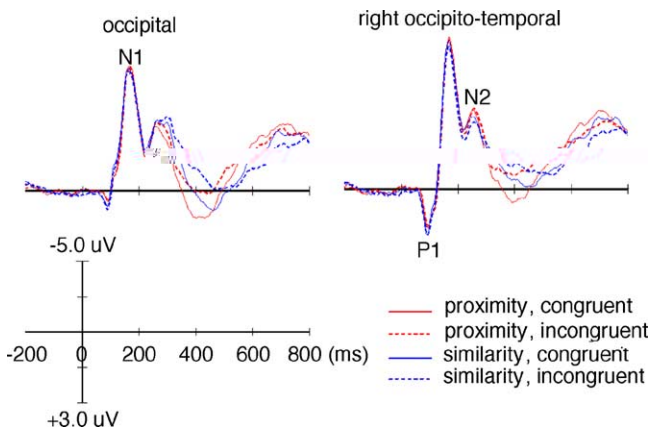 occipital
right occipito-temporal
N1
N2
P1
-5.0 uV
-200 0 200 400 600 800 (ms)
+3.0 uV
proximity, congruent
proximity, incongruent
similarity, congruent
similarity, incongruent